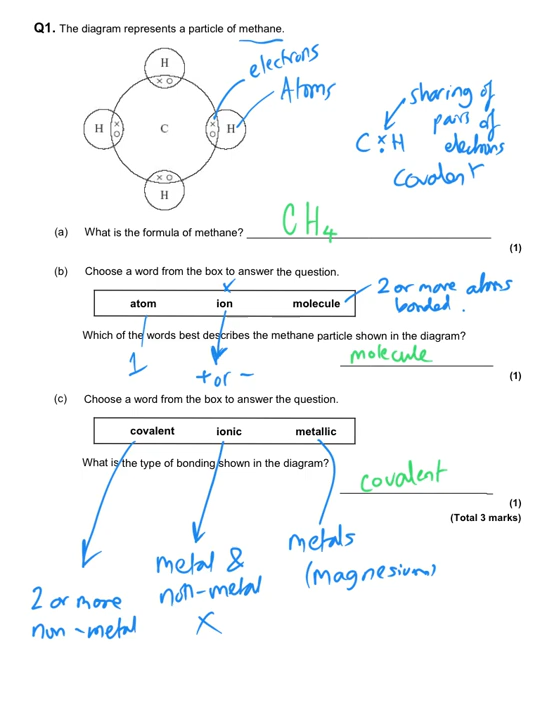 Q1. The diagram represents a particle of methane.
electrons
Atoms
H
× O
H
×
O
C
×
O
H
× O
H
sharing of
pairs of
electrons
C
H
covalent
(a) What is the formula of methane?
CH4
(1)
(b) Choose a word from the box to answer the question.
x
atom ion molecule
2 or more atoms
bonded.
Which of the words best describes the methane particle shown in the diagram?
1
+ or -
molecule
(1)
(c) Choose a word from the box to answer the question.
covalent ionic metallic
What is the type of bonding shown in the diagram?
covalent
(1)
(Total 3 marks)
2 or more
non-metal
metal &
non-metal
X
metals
(magnesium)